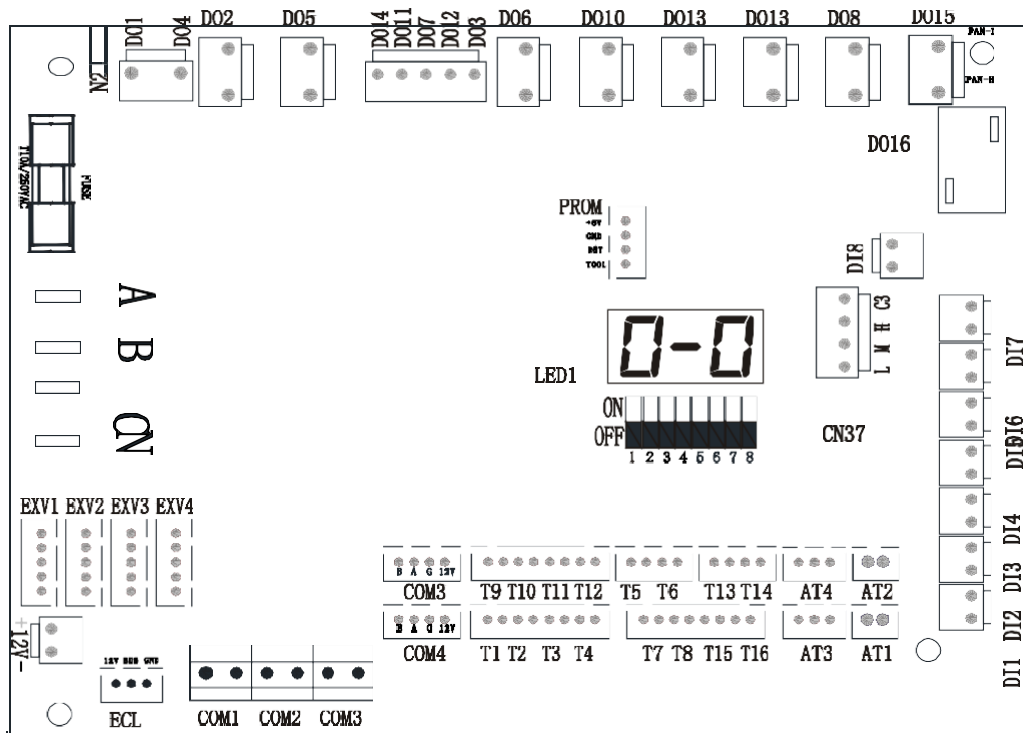 DO1
DO4
DO2
DO5
DO14
DO11
DO7
DO12
DO3
DO6
DO10
DO13
DO13
DO8
DO15
FAN-H
N2
T10A/250VAC
FUSE
DO16
PROM
+5V
GND
RST
TOOL
DI8
A
B
C
N
C3
H
M
L
LED1
0-0
ON
OFF
1 2 3 4 5 6 7 8
CN37
DI7
DI6
DI5
DI4
DI3
DI2
DI1
EXV1 EXV2 EXV3 EXV4
B A G 12V
COM3 T9 T10 T11 T12 T5 T6 T13 T14 AT4 AT2
B A G 12V
COM4 T1 T2 T3 T4 T7 T8 T15 T16 AT3 AT1
+12V-
12V BUS GND
ECL COM1 COM2 COM3